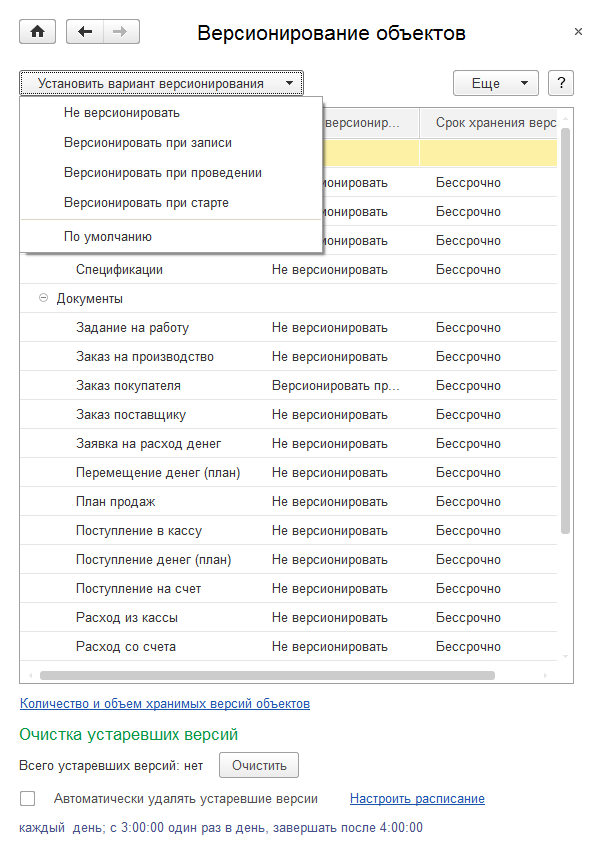 Версионирование объектов
Установить вариант версионирования
Еще
?
Не версионировать
Версионировать при записи
Версионировать при проведении
Версионировать при старте
По умолчанию
версионир... Срок хранения верс
Бессрочно
Бессрочно
Бессрочно
Спецификации Не версионировать Бессрочно
Документы
Задание на работу Не версионировать Бессрочно
Заказ на производство Не версионировать Бессрочно
Заказ покупателя Версионировать пр... Бессрочно
Заказ поставщику Не версионировать Бессрочно
Заявка на расход денег Не версионировать Бессрочно
Перемещение денег (план) Не версионировать Бессрочно
План продаж Не версионировать Бессрочно
Поступление в кассу Не версионировать Бессрочно
Поступление денег (план) Не версионировать Бессрочно
Поступление на счет Не версионировать Бессрочно
Расход из кассы Не версионировать Бессрочно
Расход со счета Не версионировать Бессрочно
Количество и объем хранимых версий объектов
Очистка устаревших версий
Всего устаревших версий: нет Очистить
Автоматически удалять устаревшие версии Настроить расписание
каждый день; с 3:00:00 один раз в день, завершать после 4:00:00